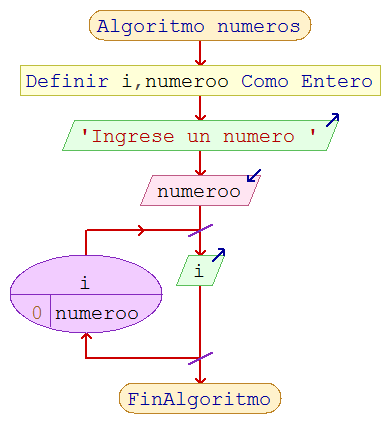 Algoritmo numeros
Definir i,numeroo Como Entero
'Ingrese un numero '
numeroo
i
i
0 numeroo
FinAlgoritmo